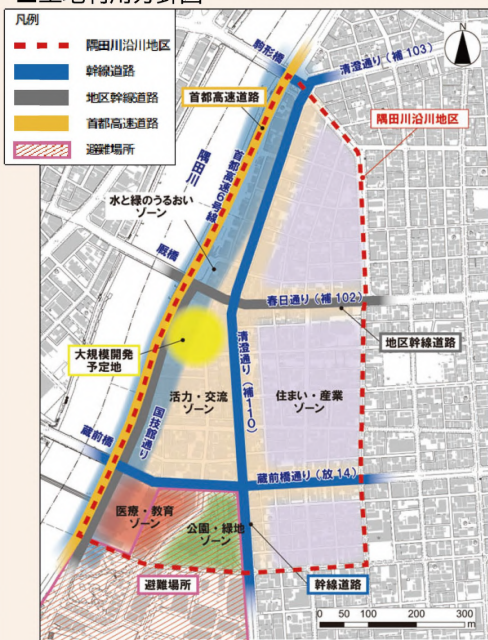 凡例
隅田川沿川地区
幹線道路
地区幹線道路
首都高速道路
避難場所
駒形橋
清澄通り（補103）
N
首都高速道路
隅田川沿川地区
隅田川
首都高速6号線
水と緑のうるおい
ゾーン
厩橋
春日通り（補102）
地区幹線道路
大規模開発
予定地
清澄通り（補110）
活力・交流
ゾーン
住まい・産業
ゾーン
国技館通り
蔵前橋
蔵前橋通り（放14）
医療・教育
ゾーン
公園・緑地
ゾーン
避難場所
幹線道路
0 50 100 200 300
m